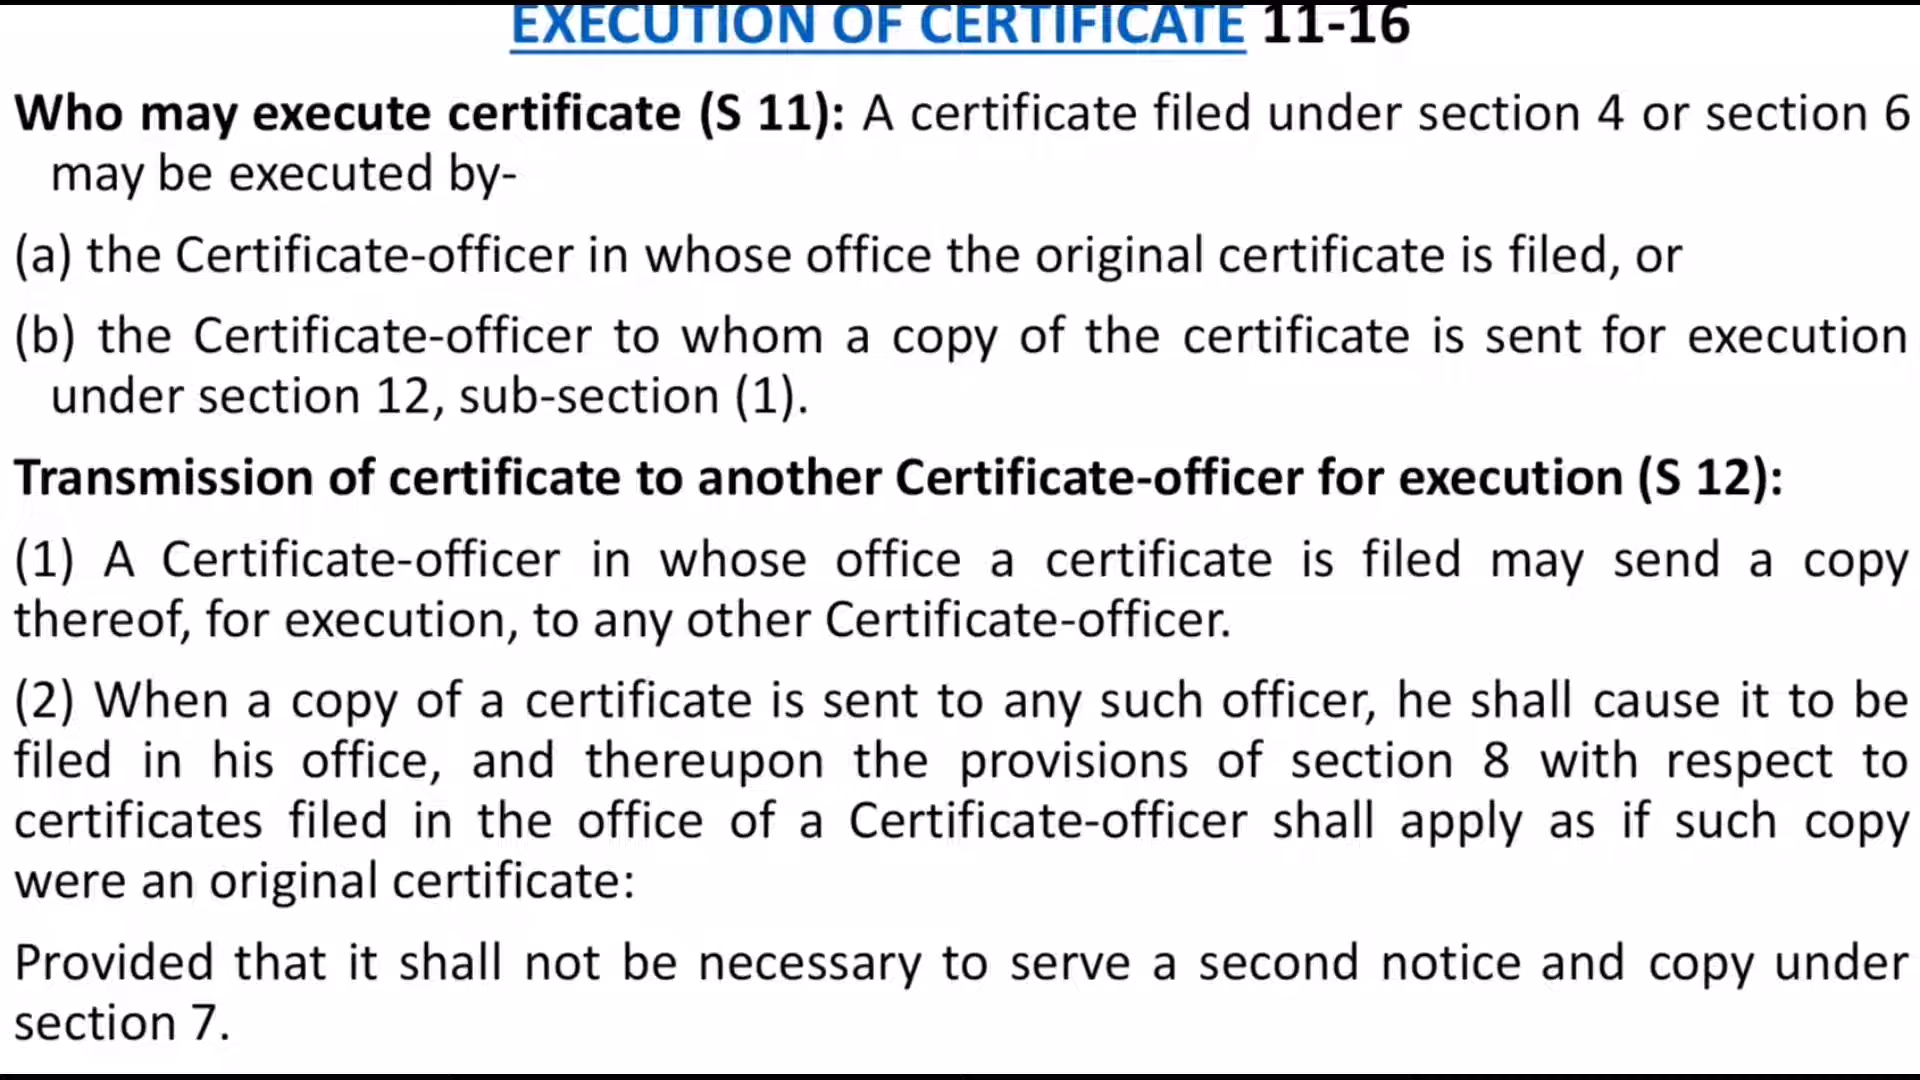 EXECUTION OF CERTIFICATE 11-16
Who may execute certificate (S 11): A certificate filed under section 4 or section 6
may be executed by-
(a) the Certificate-officer in whose office the original certificate is filed, or
(b) the Certificate-officer to whom a copy of the certificate is sent for execution
under section 12, sub-section (1).
Transmission of certificate to another Certificate-officer for execution (S 12):
(1) A Certificate-officer in whose office a certificate is filed may send a copy
thereof, for execution, to any other Certificate-officer.
(2) When a copy of a certificate is sent to any such officer, he shall cause it to be
filed in his office, and thereupon the provisions of section 8 with respect to
certificates filed in the office of a Certificate-officer shall apply as if such copy
were an original certificate:
Provided that it shall not be necessary to serve a second notice and copy under
section 7.